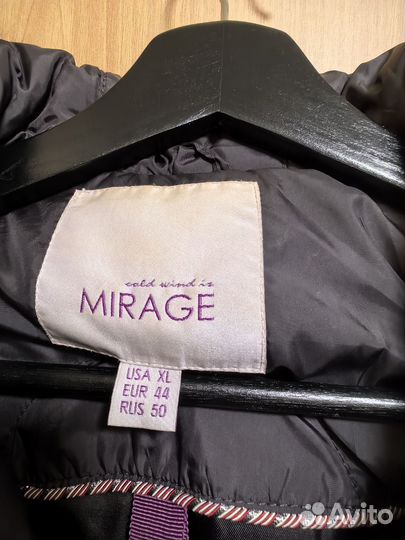 cold wind is
MIRAGE
USA XL
EUR 44
RUS 50
Avito